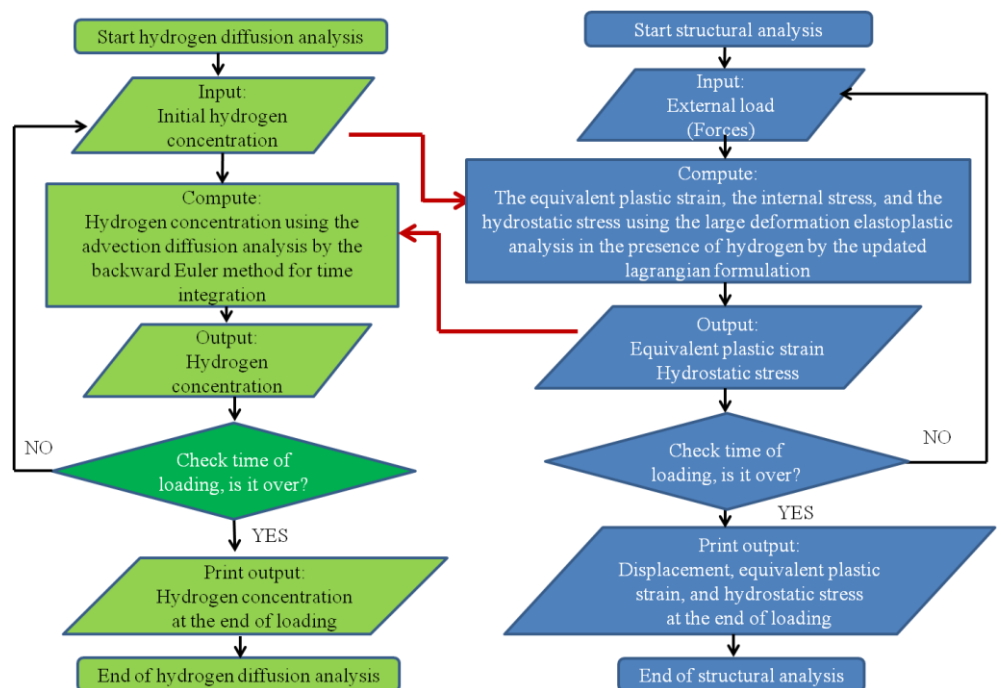 Start hydrogen diffusion analysis
Input:
Initial hydrogen
concentration
Compute:
Hydrogen concentration using the
advection diffusion analysis by the
backward Euler method for time
integration
Output:
Hydrogen
concentration
NO
Check time of
loading, is it over?
YES
Print output:
Hydrogen concentration
at the end of loading
End of hydrogen diffusion analysis
Start structural analysis
Input:
External load
(Forces)
Compute:
The equivalent plastic strain, the internal stress, and the
hydrostatic stress using the large deformation elastoplastic
analysis in the presence of hydrogen by the updated
lagrangian formulation
Output:
Equivalent plastic strain
Hydrostatic stress
NO
Check time of
loading, is it over?
YES
Print output:
Displacement, equivalent plastic
strain, and hydrostatic stress
at the end of loading
End of structural analysis